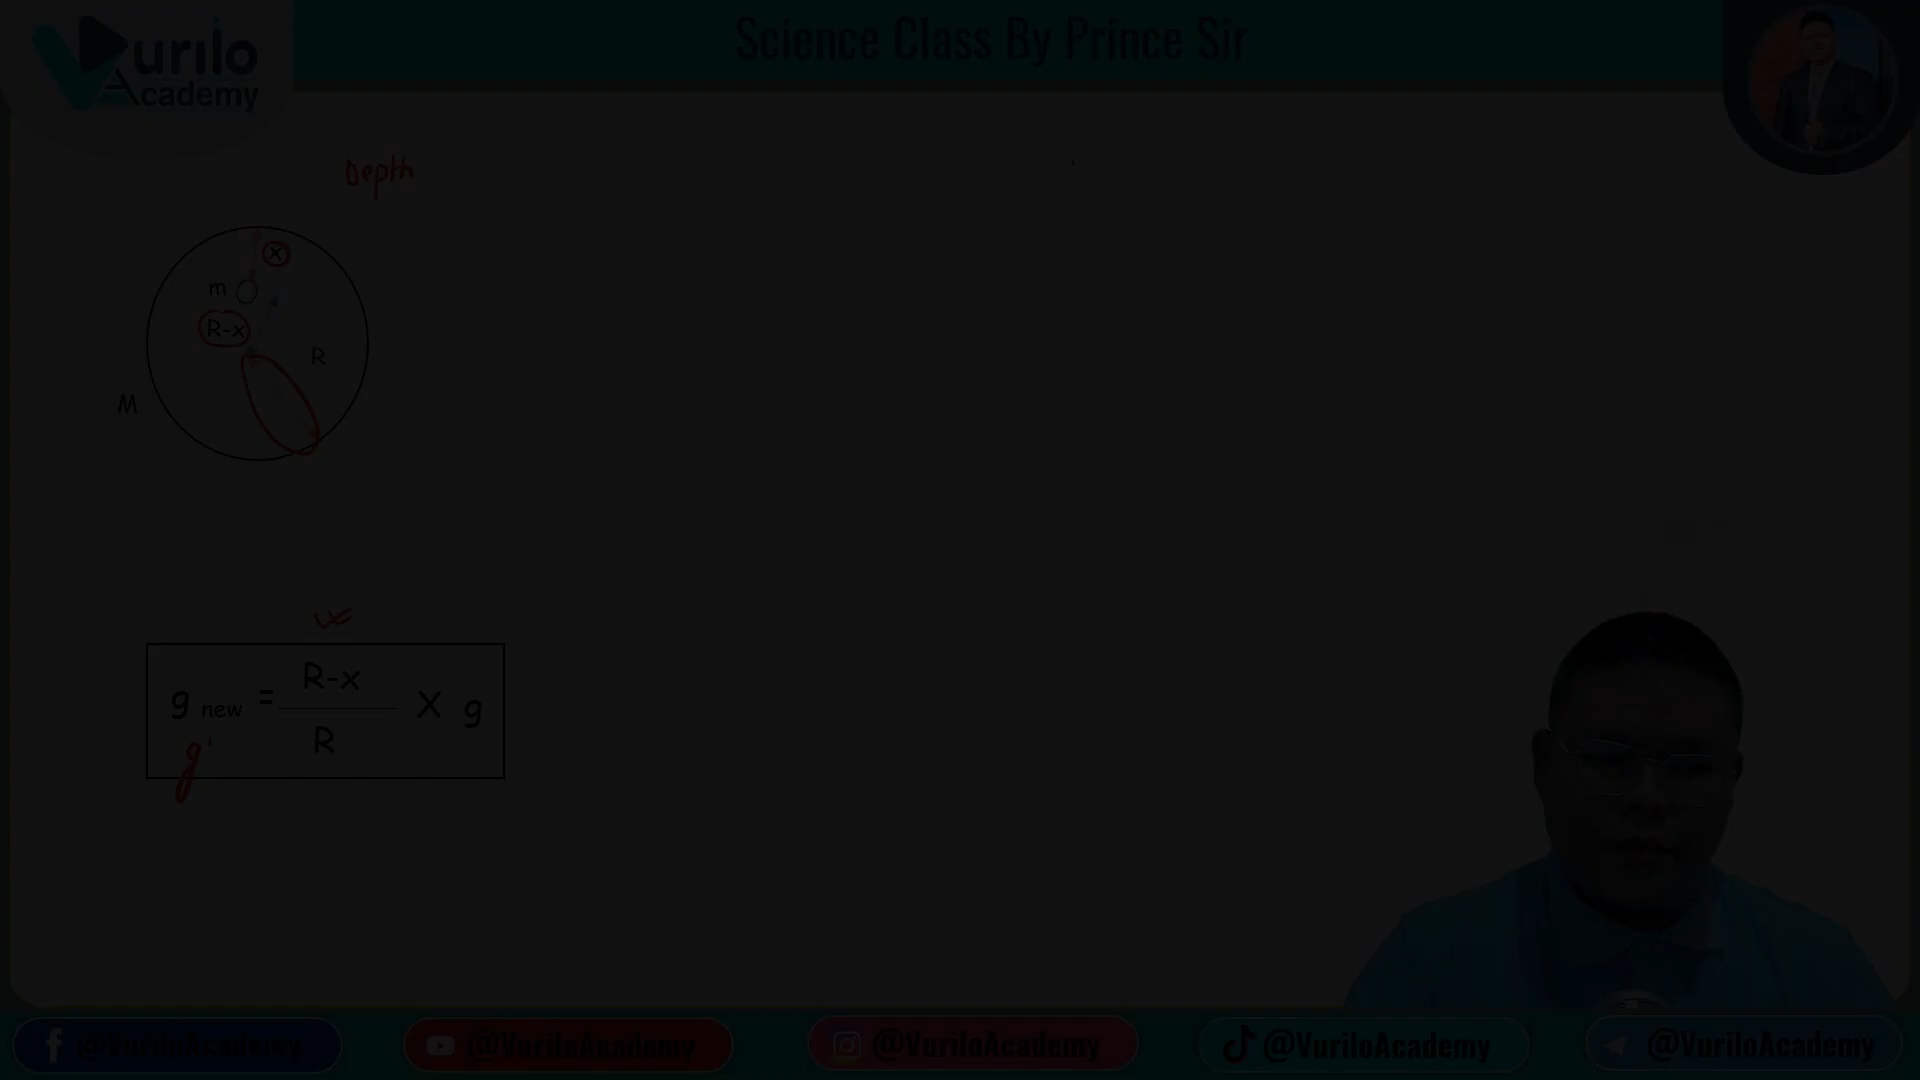 Vurilo
Academy
Science Class By Prince Sir
Depth
x
m
R-x
R
M
g new = R-x
R
X g
g'
@VuriloAcademy
@VuriloAcademy
@VuriloAcademy
@VuriloAcademy
@VuriloAcademy